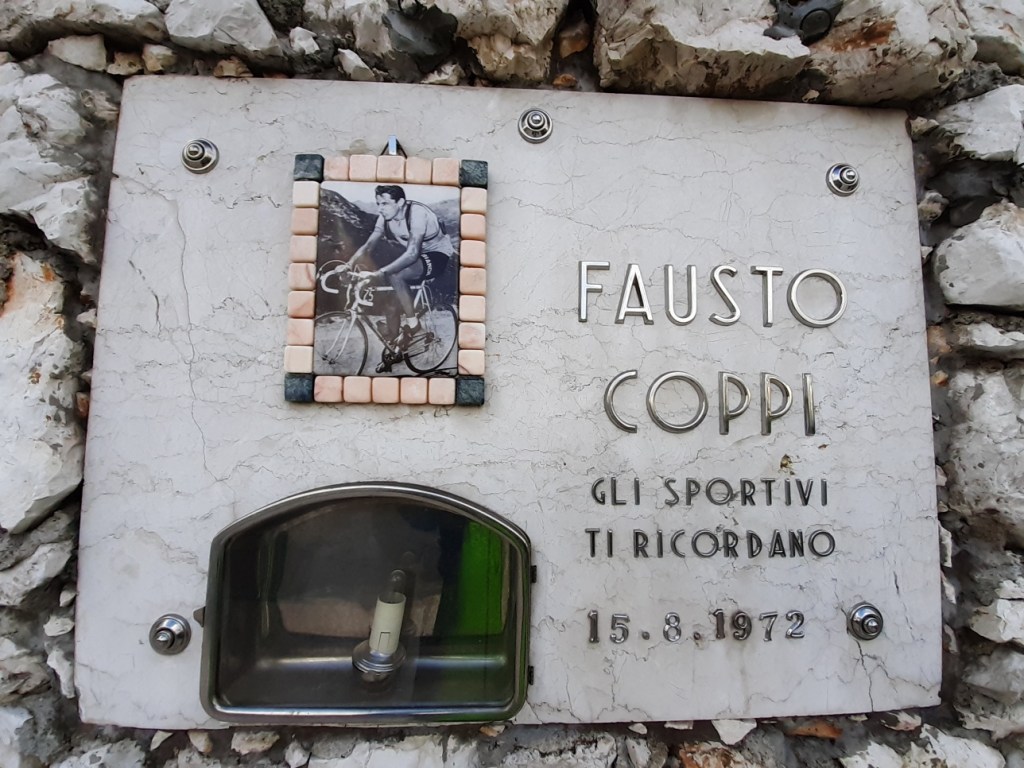 FAUSTO
COPPI
GLI SPORTIVI
TI RICORDANO
15.8.1972